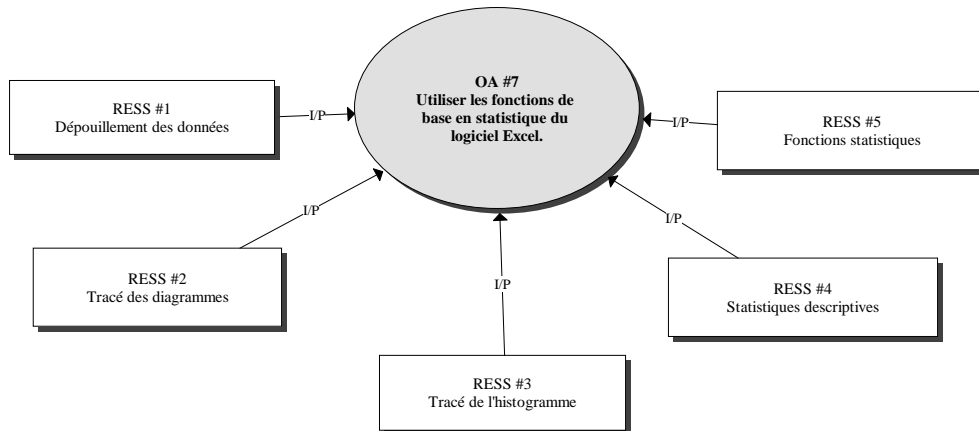 OA #7
Utiliser les fonctions de
base en statistique du
logiciel Excel.
RESS #1
Dépouillement des données
I/P
RESS #5
Fonctions statistiques
I/P
RESS #2
Tracé des diagrammes
I/P
RESS #4
Statistiques descriptives
I/P
RESS #3
Tracé de l'histogramme
I/P